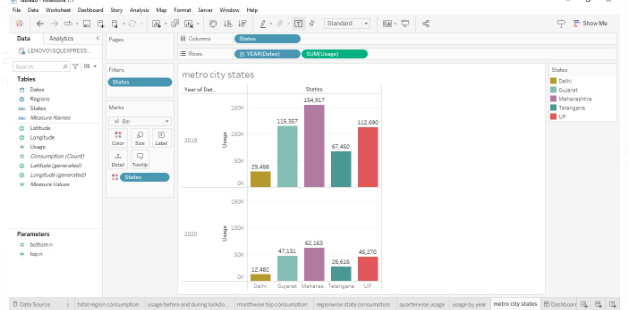 File Data Worksheet Dashboard Story Analysis Map Format Server Window Help
Standard
Show Me
Data Analytics
LENOVO\SQLEXPRESS...
Search
Tables
Dates
Regions
Abc States
Abc Measure Names
Latitude
Longitude
Usage
Consumption (Count)
Latitude (generated)
Longitude (generated)
Measure Values
Parameters
bottom n
top n
Pages
Filters
States
Marks
Bar
Color Size Label
Detail Tooltip
States
Columns States
Rows YEAR(Dates) SUM(Usage)
metro city states
Year of Dat.. States
2019
Usage
150K
100K
50K
0K
29,468
115,357
154,917
67,450
112,690
2020
Usage
150K
50K
0K
12,482
47,131
62,163
26,616
45,270
Delhi Gujarat Maharas.. Telangana UP
States
Delhi
Gujarat
Maharashtra
Telangana
UP
Data Source total region consumption usage before and during lockdo... monthwise top consumption regionwise state consumption quarterwise usage usage by year metro city states Dashboard